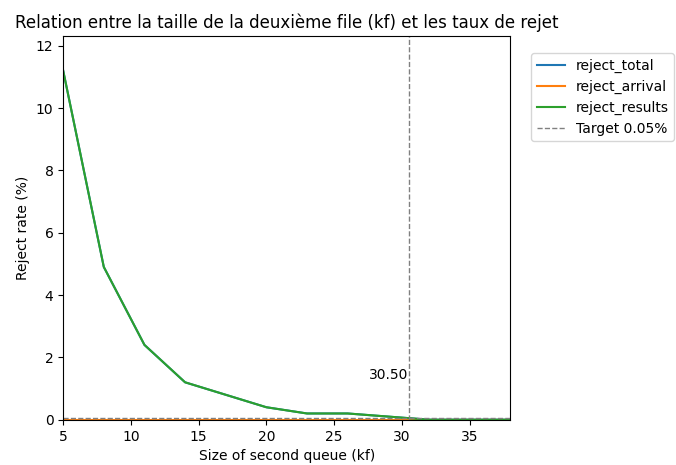 Relation entre la taille de la deuxième file (kf) et les taux de rejet
12
10
8
6
4
2
0
Reject rate (%)
30.50
5
10
15
20
25
30
35
Size of second queue (kf)
reject_total
reject_arrival
reject_results
Target 0.05%